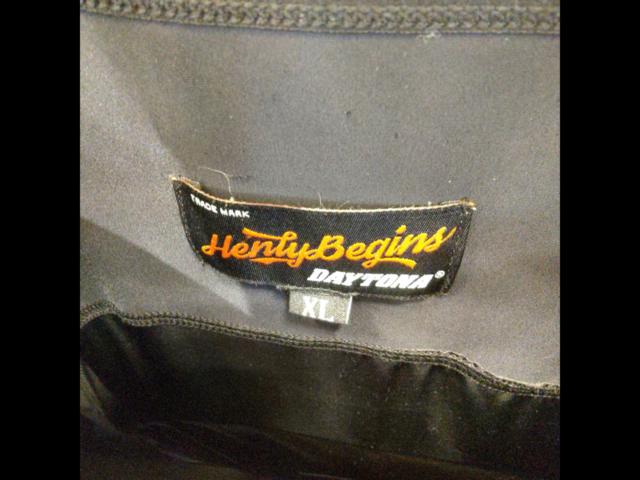 TRADE MARK
HenlyBegins
DAYTONA®
XL